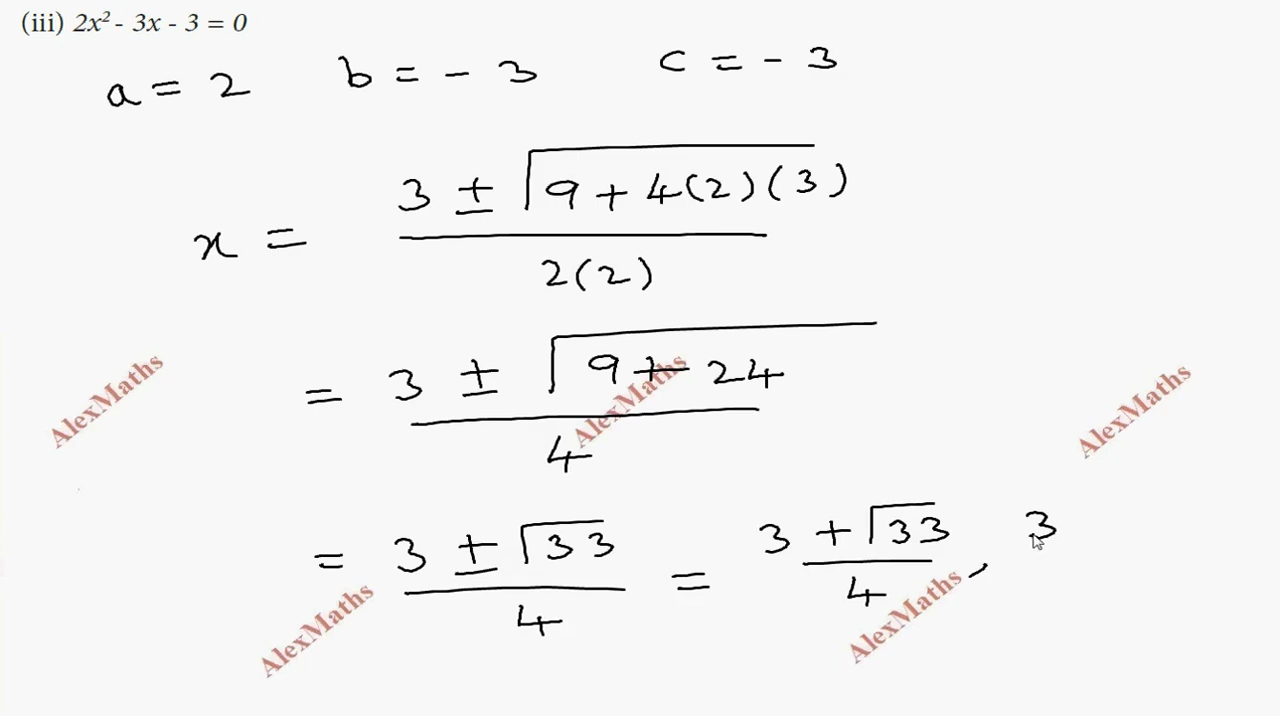 (iii) 2x² - 3x - 3 = 0
a = 2 b = - 3 c = - 3
x = 3 ± √9 + 4(2)(3)
2(2)
= 3 ± √9 + 24
4
AlexMaths AlexMaths AlexMaths
= 3 ± √33 = 3 + √33 , 3
4 4
AlexMaths AlexMaths